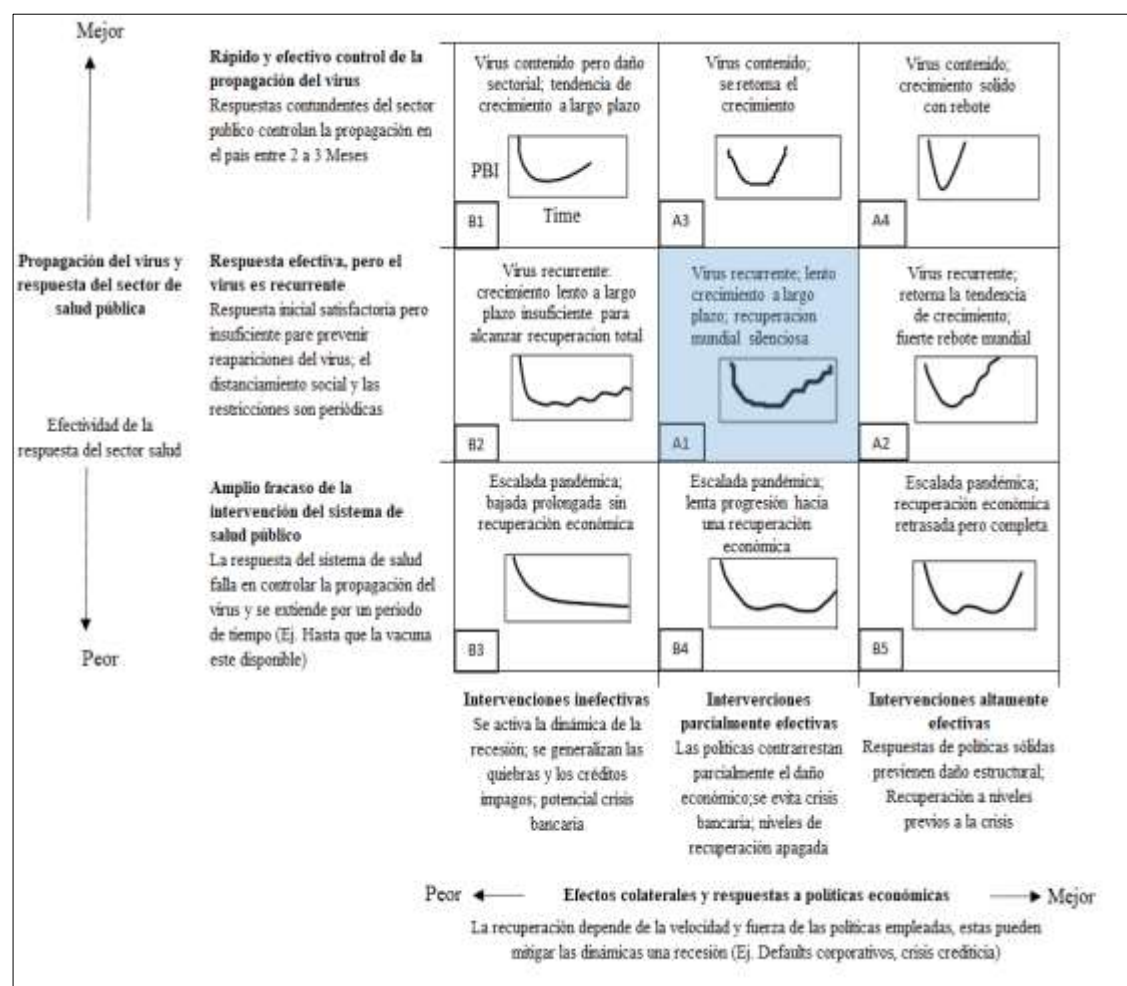 Mejor
Rápido y efectivo control de la
propagación del virus
Respuestas contundentes del sector
publico controlan la propagación en
el país entre 2 a 3 Meses
Virus contenido pero daño
sectorial; tendencia de
crecimiento a largo plazo
PBI
Time
B1
Virus contenido;
se retoma el
crecimiento
A3
Virus contenido;
crecimiento solido
con rebote
A4
Propagación del virus y
respuesta del sector de
salud pública
Respuesta efectiva, pero el
virus es recurrente
Respuesta inicial satisfactoria pero
insuficiente pare prevenir
reapariciones del virus; el
distanciamiento social y las
restricciones son periódicas
Virus recurrente:
crecimiento lento a largo
plazo insuficiente para
alcanzar recuperacion total
B2
Virus recurrente; lento
crecimiento a largo
plazo; recuperacion
mundial silenciosa
A1
Virus recurrente;
retorna la tendencia
de crecimiento;
fuerte rebote mundial
A2
Efectividad de la
respuesta del sector salud
Amplio fracaso de la
intervención del sistema de
salud público
La respuesta del sistema de salud
falla en controlar la propagación del
virus y se extiende por un periodo
de tiempo (Ej. Hasta que la vacuna
este disponible)
Escalada pandémica;
bajada prolongada sin
recuperación económica
B3
Escalada pandémica;
lenta progresión hacia
una recuperación
económica
B4
Escalada pandémica;
recuperación económica
retrasada pero completa
B5
Peor
Intervenciones inefectivas
Se activa la dinámica de la
recesión; se generalizan las
quiebras y los créditos
impagos; potencial crisis
bancaria
Interverciones
parcialmente efectivas
Las políticas contrarrestan
parcialmente el daño
económico;se evita crisis
bancaria; niveles de
recuperación apagada
Intervenciones altamente
efectivas
Respuestas de políticas sólidas
previenen daño estructural;
Recuperación a niveles
previos a la crisis
Peor
Efectos colaterales y respuestas a políticas económicas
Mejor
La recuperación depende de la velocidad y fuerza de las políticas empleadas, estas pueden
mitigar las dinámicas una recesión (Ej. Defaults corporativos, crisis crediticia)